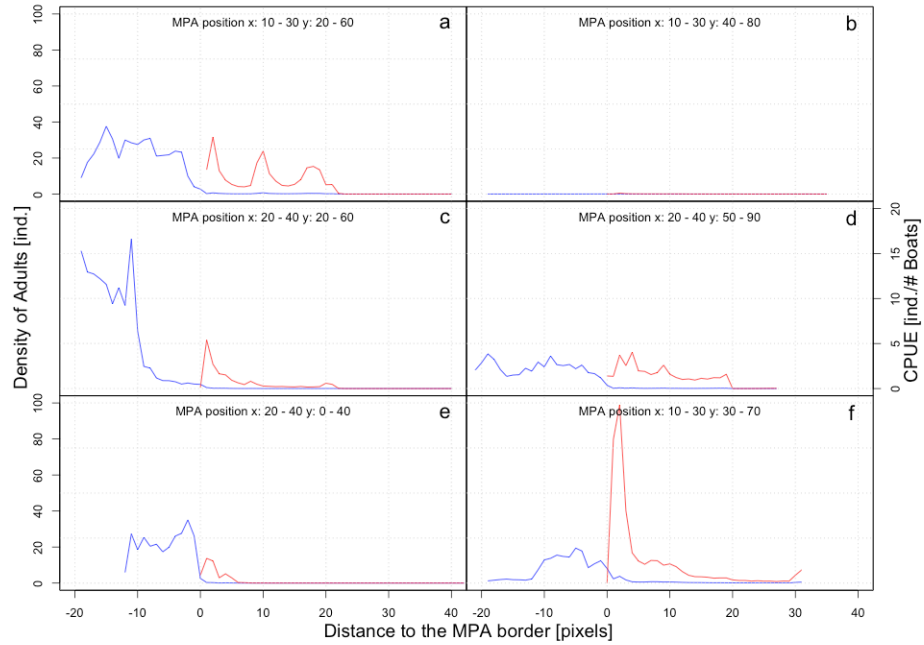 MPA position x: 10 - 30 y: 20 - 60
a
MPA position x: 10 - 30 y: 40 - 80
b
100
80
60
40
20
0
MPA position x: 20 - 40 y: 20 - 60
c
MPA position x: 20 - 40 y: 50 - 90
d
20
15
10
5
0
Density of Adults [ind.]
CPUE [ind./# Boats]
MPA position x: 20 - 40 y: 0 - 40
e
MPA position x: 10 - 30 y: 30 - 70
f
100
80
60
40
20
0
-20 -10 0 10 20 30 40
-20 -10 0 10 20 30 40
Distance to the MPA border [pixels]